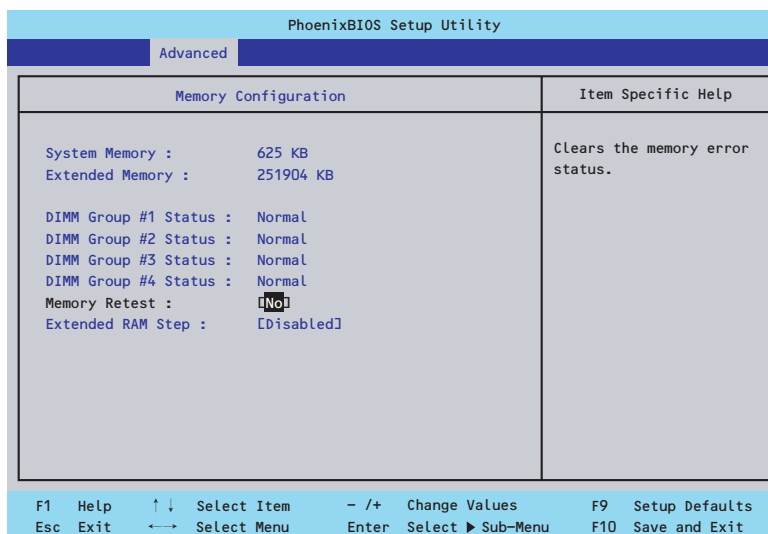 PhoenixBIOS Setup Utility
Advanced
Memory Configuration
Item Specific Help
System Memory : 625 KB
Extended Memory : 251904 KB
DIMM Group #1 Status : Normal
DIMM Group #2 Status : Normal
DIMM Group #3 Status : Normal
DIMM Group #4 Status : Normal
Memory Retest : [No]
Extended RAM Step : [Disabled]
Clears the memory error
status.
F1 Help ↑↓ Select Item – /+ Change Values F9 Setup Defaults
Esc Exit ←→ Select Menu Enter Select ▶ Sub–Menu F10 Save and Exit